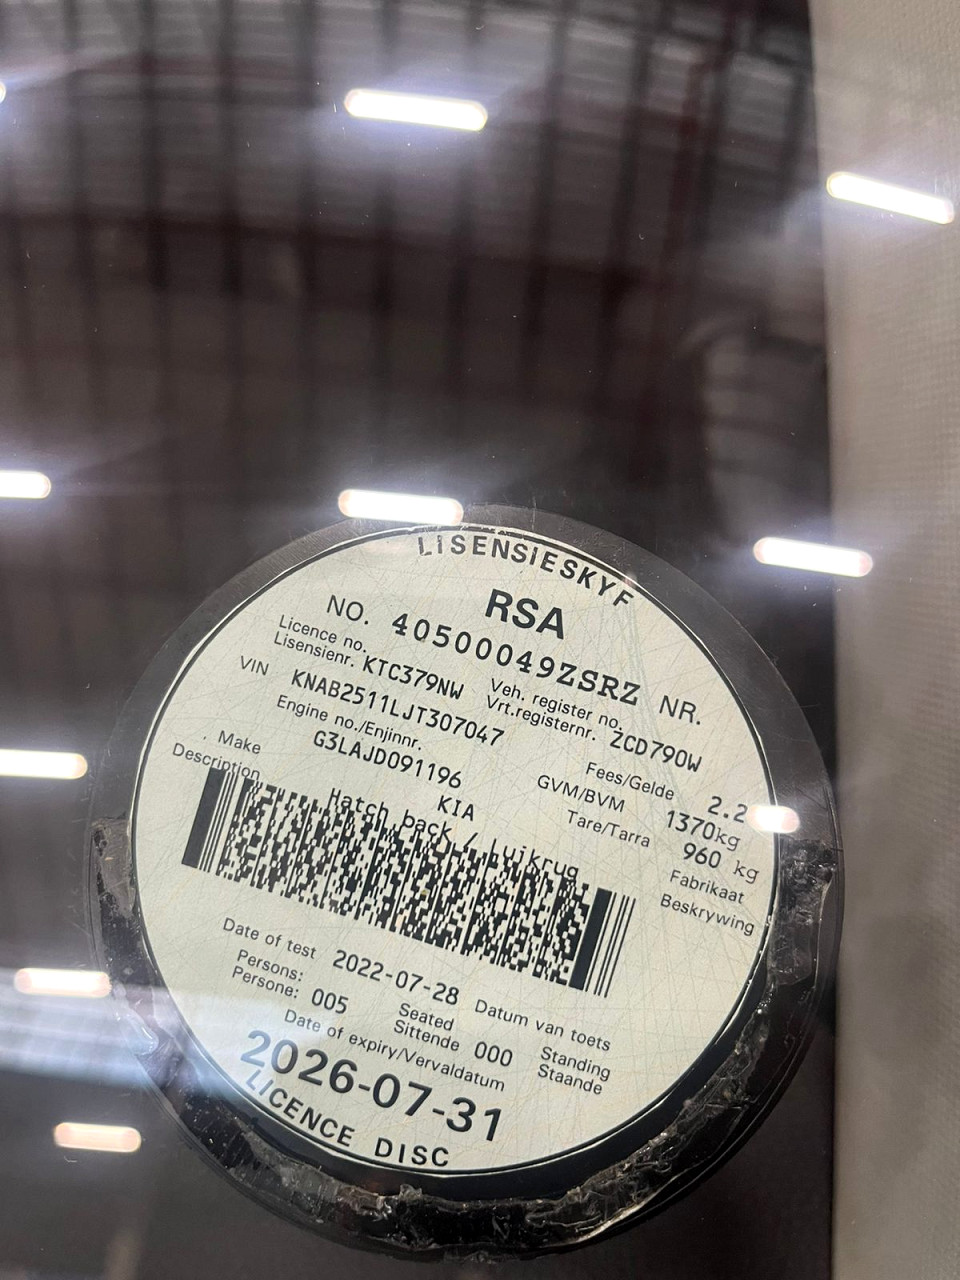 LISENSIESKYF
RSA
NO. 40500049ZSRZ NR.
Licence no. Lisensienr. KTC379NW Veh. register no. Vrt.registernr. ZCD790W
VIN KNAB2511LJT307047 Fees/Gelde 2.2
Engine no./Enjinnr. G3LAJD091196 GVM/BVM 1370kg
Tare/Tarra 960 kg
Make KIA Fabrikaat
Description Hatch back / Luikrug Beskrywing
Date of test 2022-07-28 Datum van toets
Persons: Persone: 005 Seated Sittende 000 Standing Staande
Date of expiry/Vervaldatum
2026-07-31
LICENCE DISC